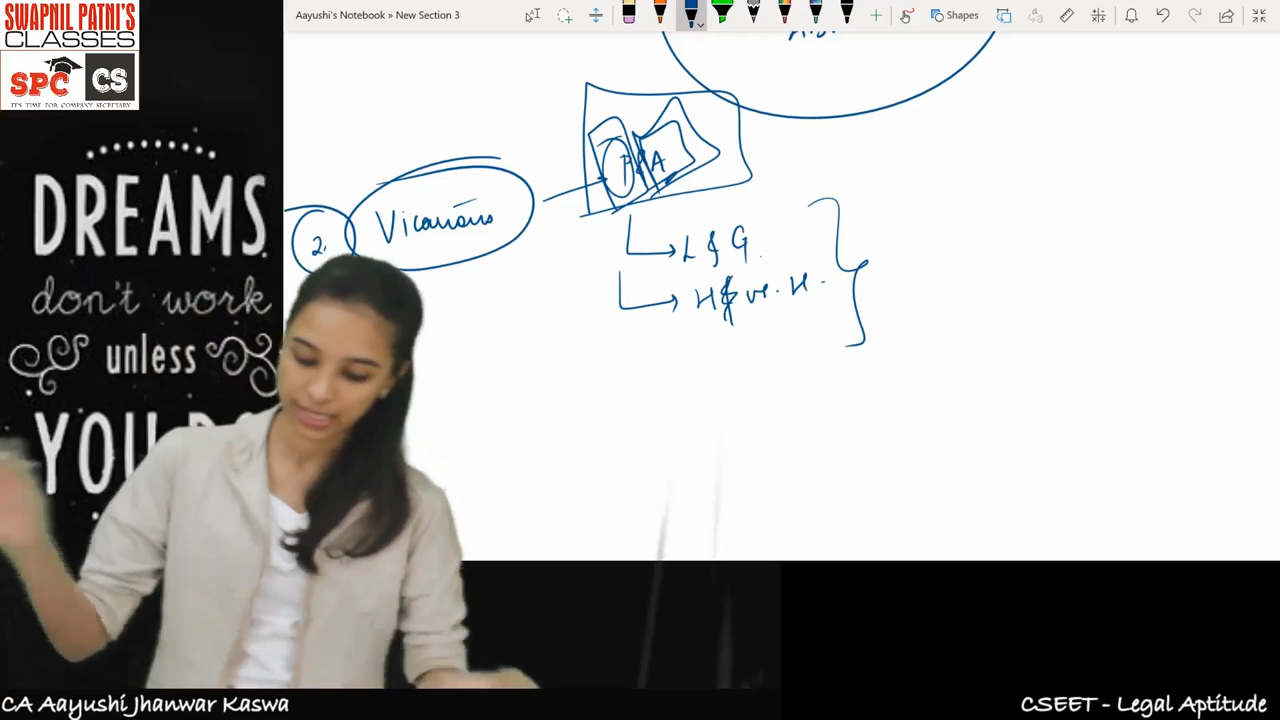 SWAPNIL PATNI'S
CLASSES
SPC CS
IT'S TIME FOR COMPANY SECRETARY
Aayushi's Notebook » New Section 3
Shapes
P & A
2. Vicarious
L & G.
H &
H.
DREAMS
don't work
unless
YOU
CA Aayushi Jhanwar Kaswa
CSEET - Legal Aptitude